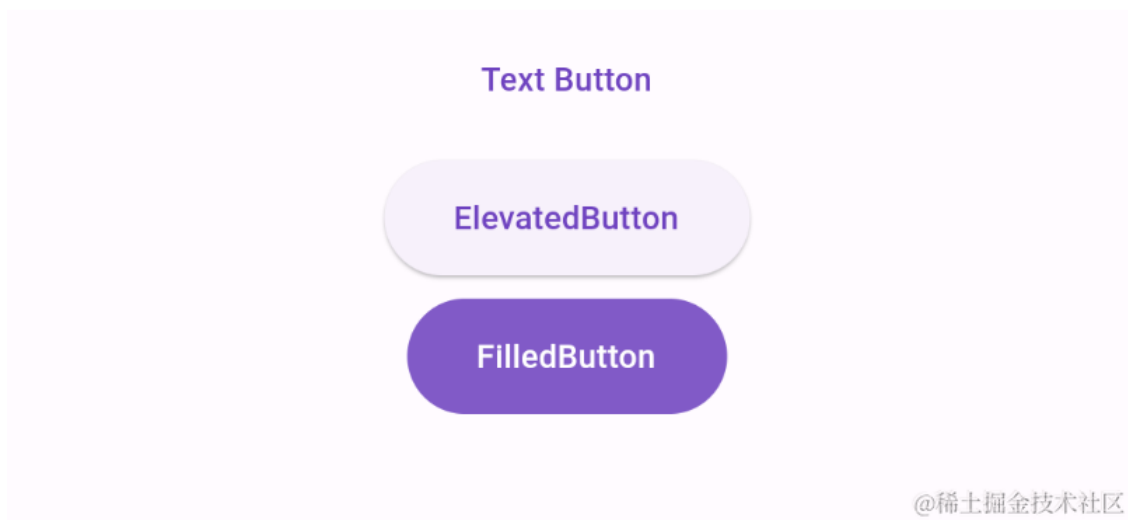 Text Button
ElevatedButton
FilledButton
@稀土掘金技术社区